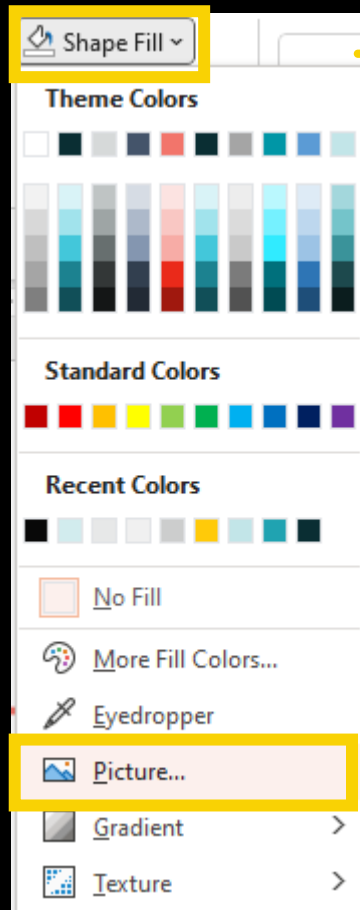 Shape Fill
Theme Colors
Standard Colors
Recent Colors
No Fill
More Fill Colors...
Eyedropper
Picture...
Gradient
Texture